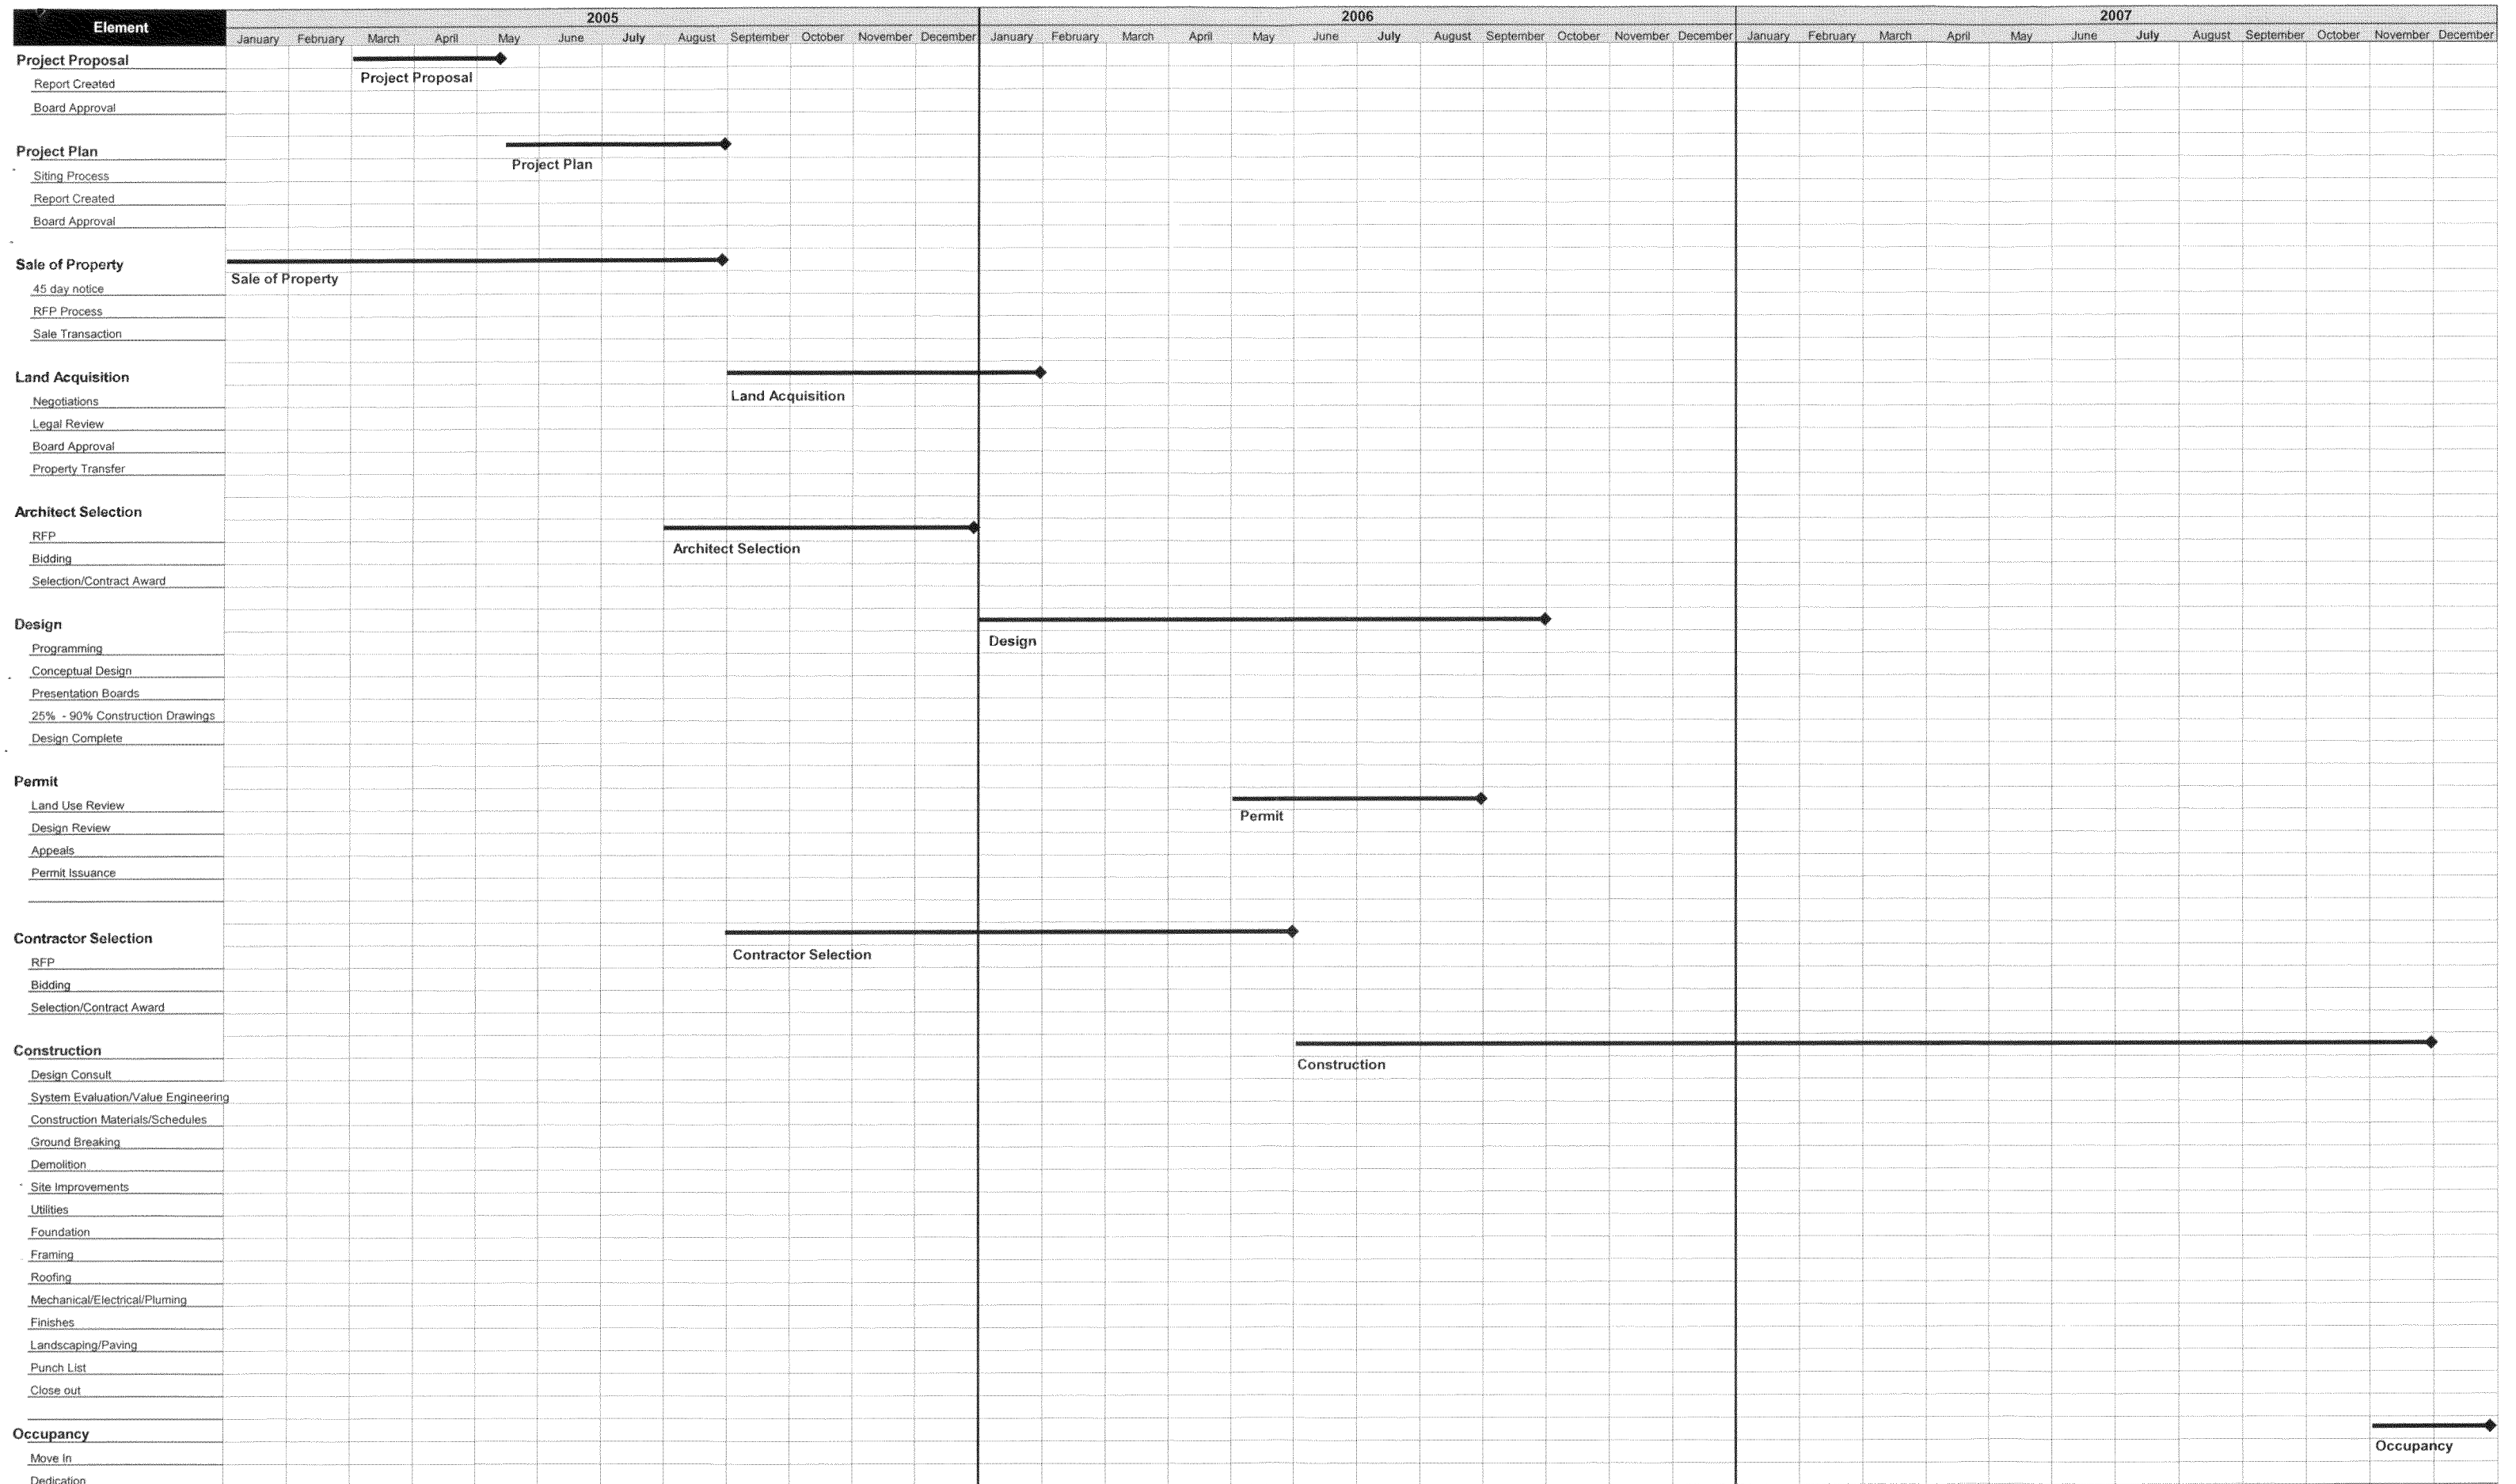 Element
2005
2006
2007
January February March April May June July August September October November December January February March April May June July August September October November December January February March April May June July August September October November December
Project Proposal
Project Proposal
Report Created
Board Approval
Project Plan
Project Plan
Siting Process
Report Created
Board Approval
Sale of Property
Sale of Property
45 day notice
RFP Process
Sale Transaction
Land Acquisition
Land Acquisition
Negotiations
Legal Review
Board Approval
Property Transfer
Architect Selection
RFP
Architect Selection
Bidding
Selection/Contract Award
Design
Design
Programming
Conceptual Design
Presentation Boards
25% - 90% Construction Drawings
Design Complete
Permit
Land Use Review
Permit
Design Review
Appeals
Permit Issuance
Contractor Selection
Contractor Selection
RFP
Bidding
Selection/Contract Award
Construction
Construction
Design Consult
System Evaluation/Value Engineering
Construction Materials/Schedules
Ground Breaking
Demolition
Site Improvements
Utilities
Foundation
Framing
Roofing
Mechanical/Electrical/Pluming
Finishes
Landscaping/Paving
Punch List
Close out
Occupancy
Occupancy
Move In
Dedication